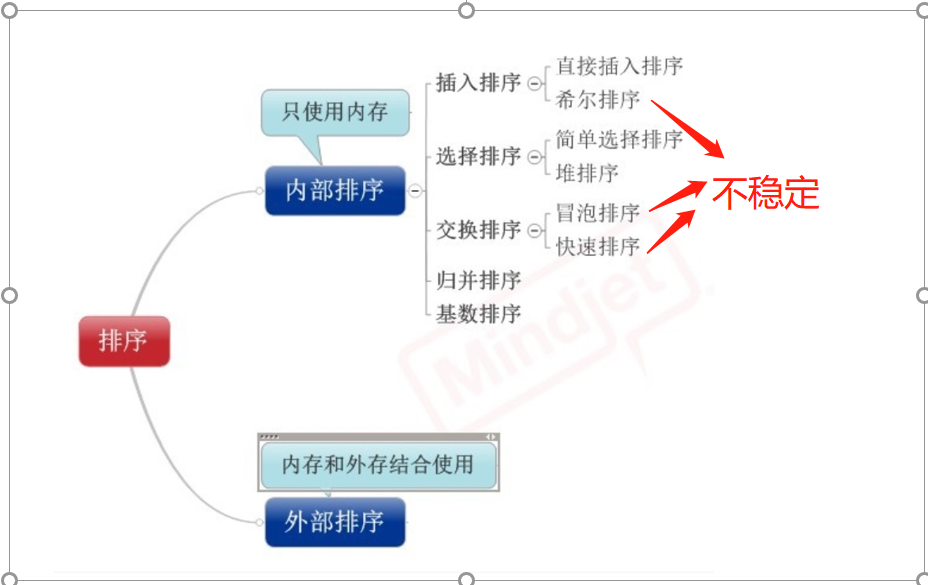 直接插入排序
插入排序
希尔排序
只使用内存
简单选择排序
选择排序
堆排序
不稳定
内部排序
冒泡排序
交换排序
快速排序
归并排序
基数排序
Mindjet
排序
内存和外存结合使用
外部排序